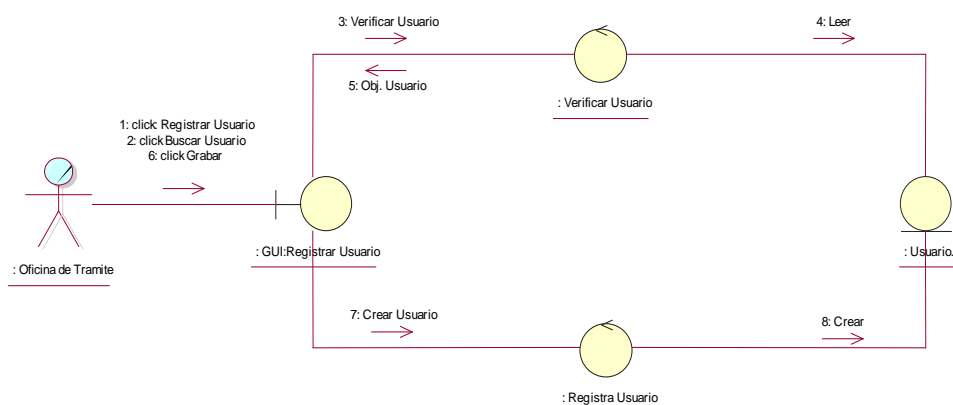 3: Verificar Usuario
4: Leer
5: Obj. Usuario
: Verificar Usuario
1: click: Registrar Usuario
2: click Buscar Usuario
6: click Grabar
: Oficina de Tramite
: GUI:Registrar Usuario
: Usuario.
7: Crear Usuario
8: Crear
: Registra Usuario